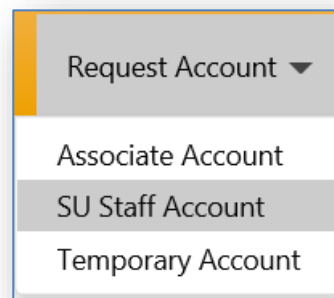 Request Account
Associate Account
SU Staff Account
Temporary Account